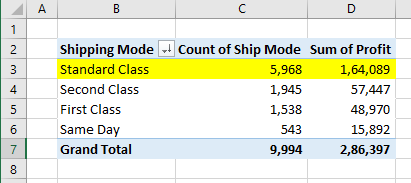 A B C D
1
2 Shipping Mode Count of Ship Mode Sum of Profit
3 Standard Class 5,968 1,64,089
4 Second Class 1,945 57,447
5 First Class 1,538 48,970
6 Same Day 543 15,892
7 Grand Total 9,994 2,86,397
8